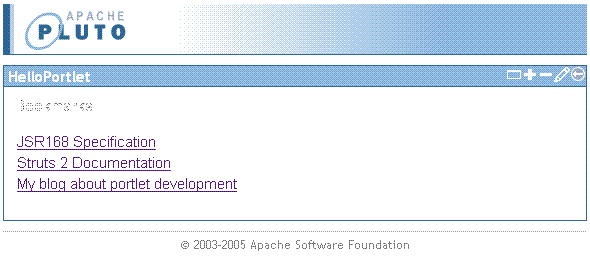 APACHE
PLUTO
HelloPortlet
Bookmarks
JSR168 Specification
Struts 2 Documentation
My blog about portlet development
© 2003-2005 Apache Software Foundation